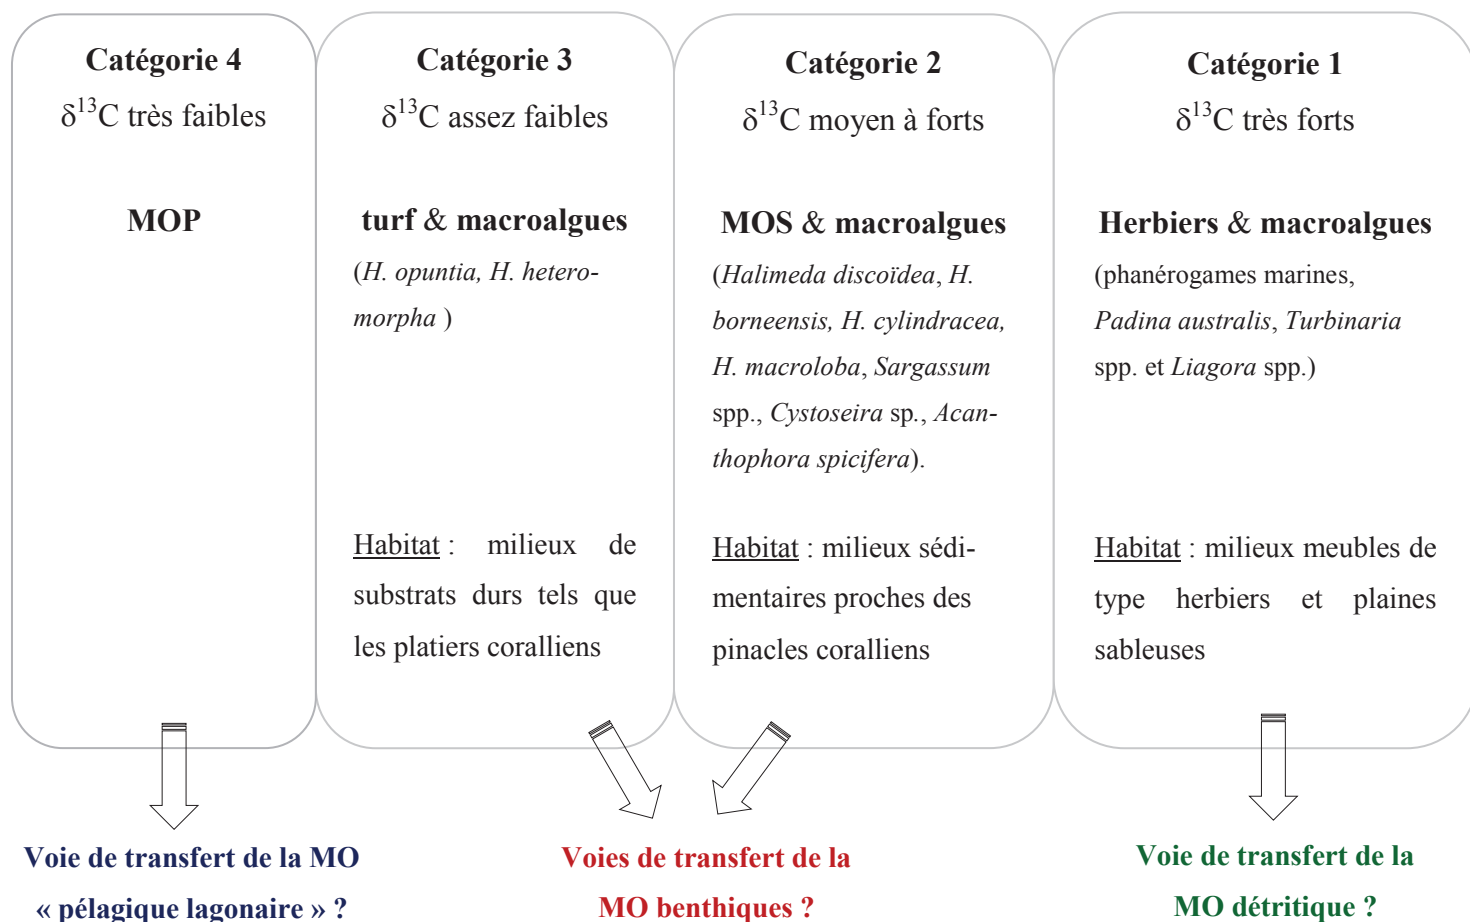 Catégorie 4
δ13C très faibles
MOP
Voie de transfert de la MO
« pélagique lagonaire » ?
Catégorie 3
δ13C assez faibles
turf & macroalgues
(H. opuntia, H. hetero-
morpha )
Habitat : milieux de
substrats durs tels que
les platiers coralliens
Catégorie 2
δ13C moyen à forts
MOS & macroalgues
(Halimeda discoïdea, H.
borneensis, H. cylindracea,
H. macroloba, Sargassum
spp., Cystoseira sp., Acan-
thophora spicifera).
Habitat : milieux sédi-
mentaires proches des
pinacles coralliens
Voies de transfert de la
MO benthiques ?
Catégorie 1
δ13C très forts
Herbiers & macroalgues
(phanérogames marines,
Padina australis, Turbinaria
spp. et Liagora spp.)
Habitat : milieux meubles de
type herbiers et plaines
sableuses
Voie de transfert de la
MO détritique ?